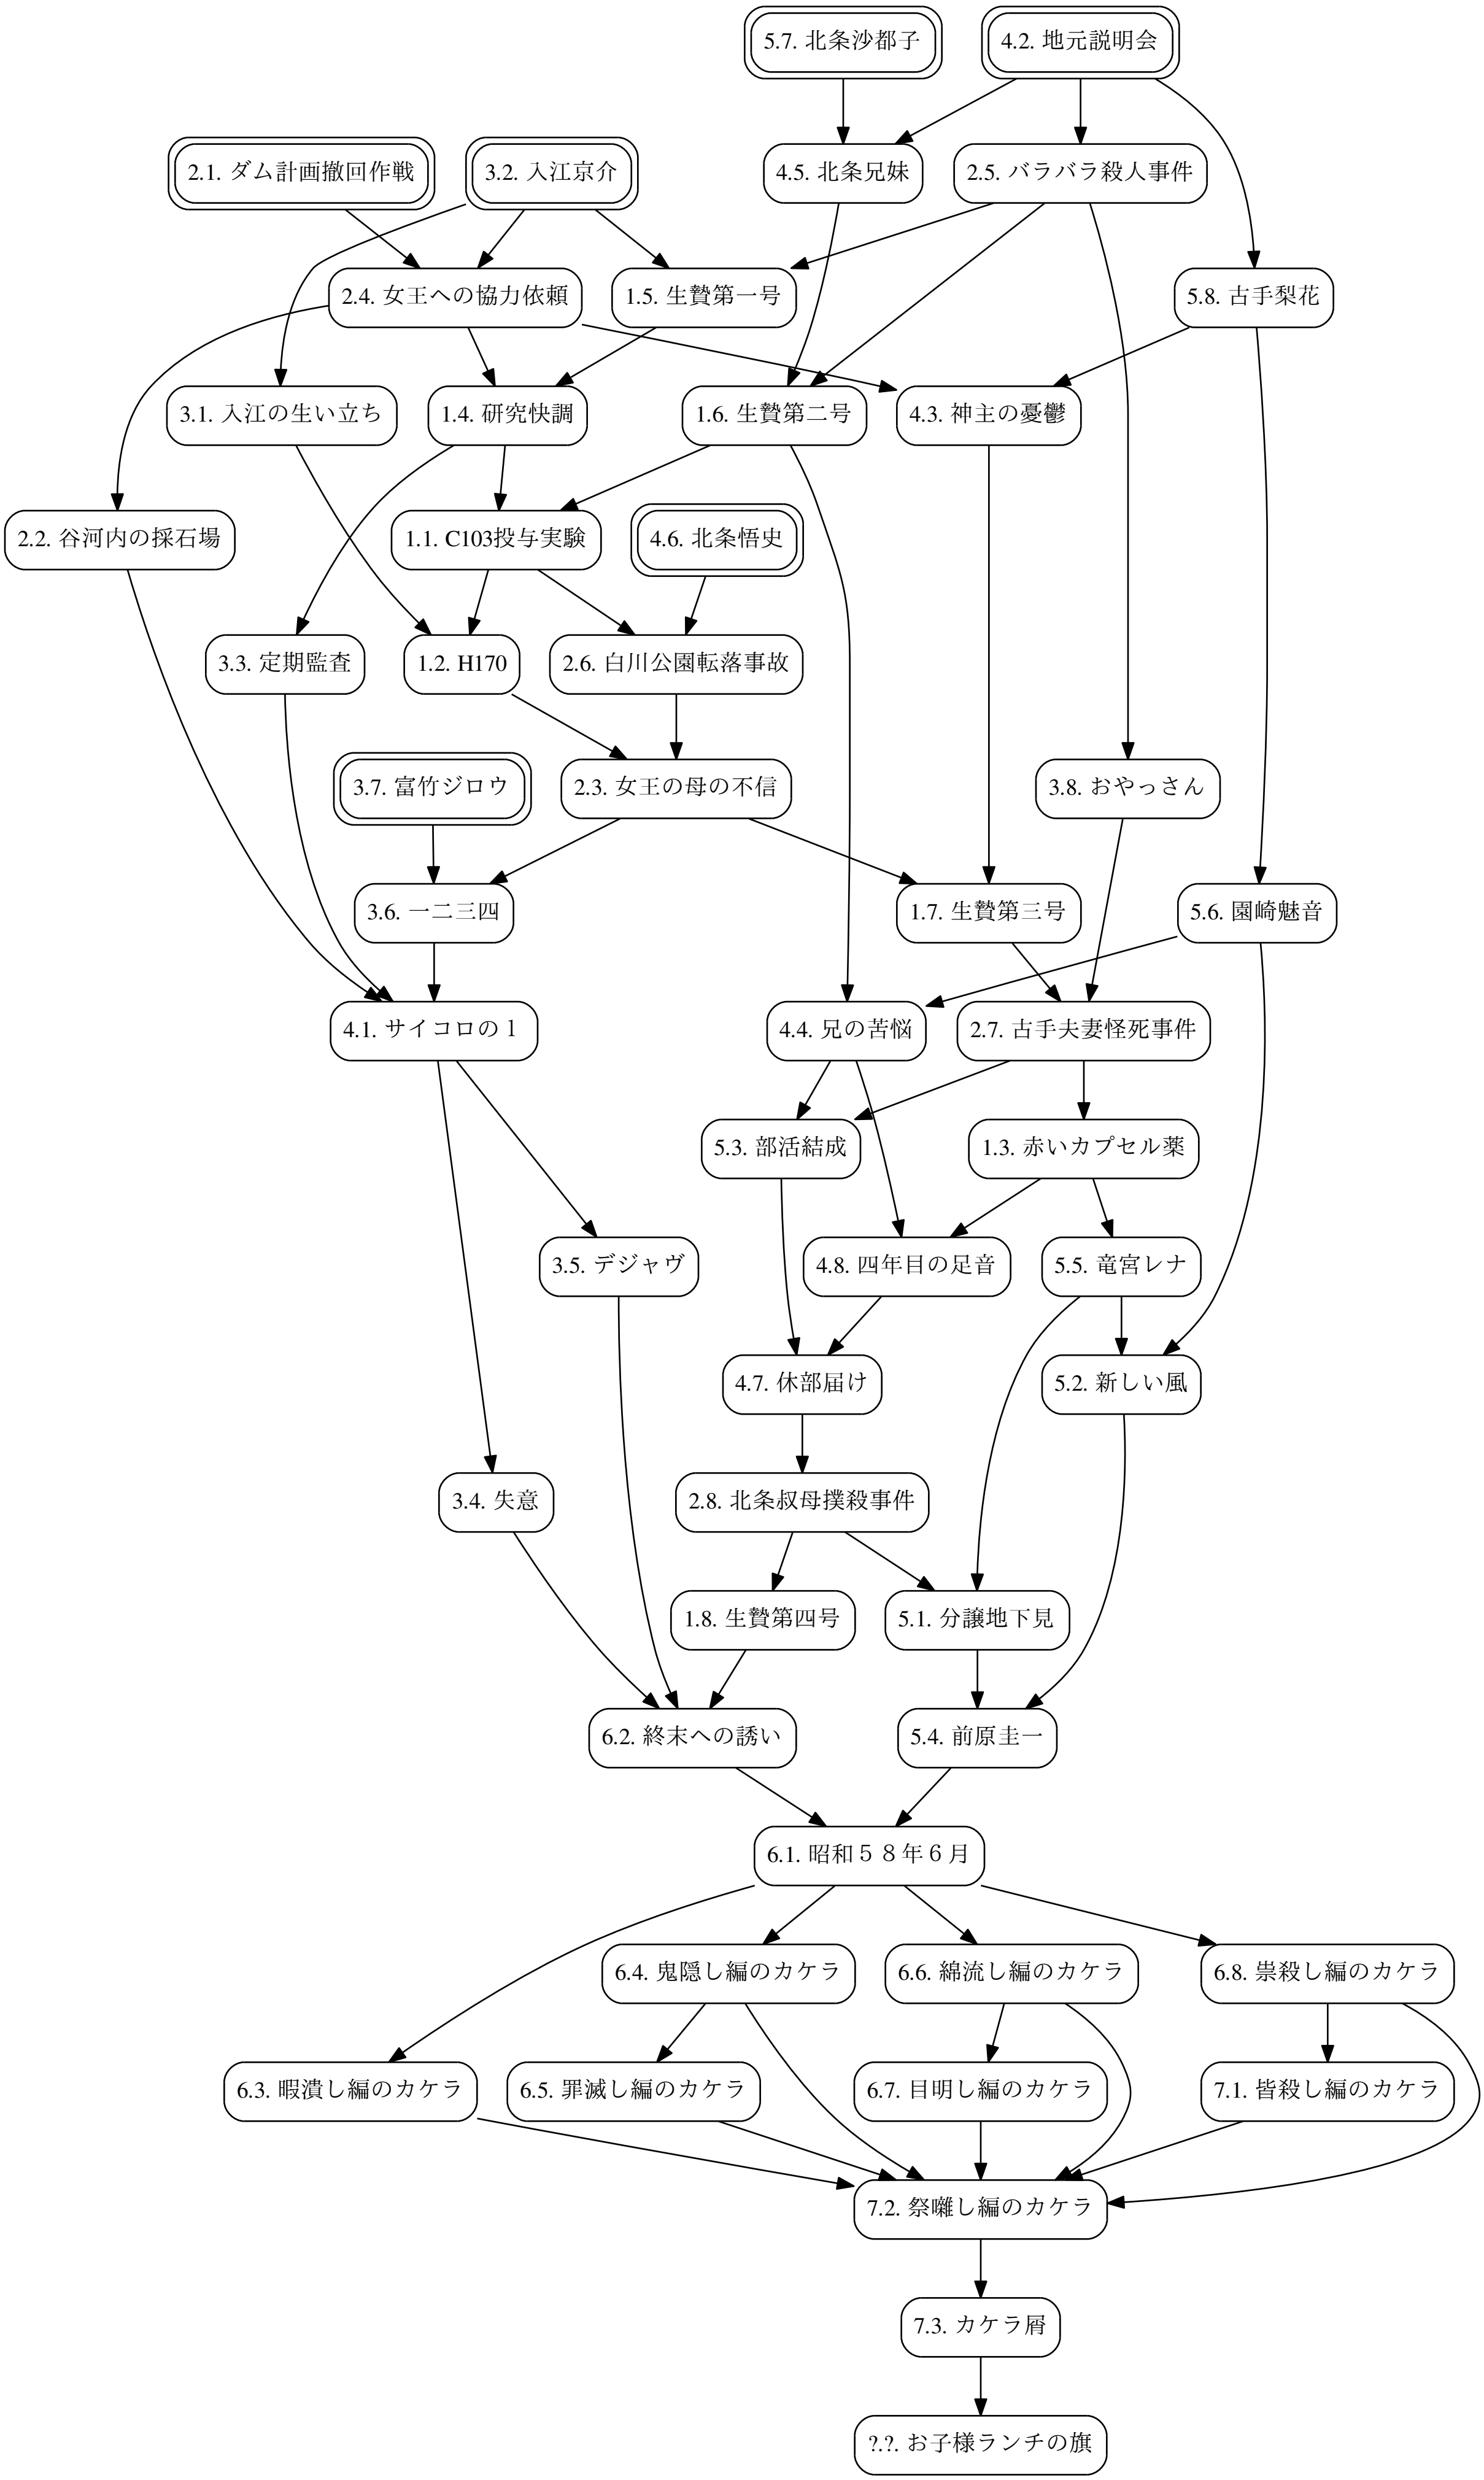 5.7. 北条沙都子
4.2. 地元説明会
2.1. ダム計画撤回作戦
3.2. 入江京介
4.5. 北条兄妹
2.5. バラバラ殺人事件
2.4. 女王への協力依頼
1.5. 生贄第一号
5.8. 古手梨花
3.1. 入江の生い立ち
1.4. 研究快調
1.6. 生贄第二号
4.3. 神主の憂鬱
2.2. 谷河内の採石場
1.1. C103投与実験
4.6. 北条悟史
3.3. 定期監査
1.2. H170
2.6. 白川公園転落事故
3.7. 富竹ジロウ
2.3. 女王の母の不信
3.8. おやっさん
3.6. 一二三四
1.7. 生贄第三号
5.6. 園崎魅音
4.1. サイコロの１
4.4. 兄の苦悩
2.7. 古手夫妻怪死事件
5.3. 部活結成
1.3. 赤いカプセル薬
3.5. デジャヴ
4.8. 四年目の足音
5.5. 竜宮レナ
4.7. 休部届け
5.2. 新しい風
3.4. 失意
2.8. 北条叔母撲殺事件
1.8. 生贄第四号
5.1. 分譲地下見
6.2. 終末への誘い
5.4. 前原圭一
6.1. 昭和５８年６月
6.4. 鬼隠し編のカケラ
6.6. 綿流し編のカケラ
6.8. 祟殺し編のカケラ
6.3. 暇潰し編のカケラ
6.5. 罪滅し編のカケラ
6.7. 目明し編のカケラ
7.1. 皆殺し編のカケラ
7.2. 祭囃し編のカケラ
7.3. カケラ屑
?.?. お子様ランチの旗